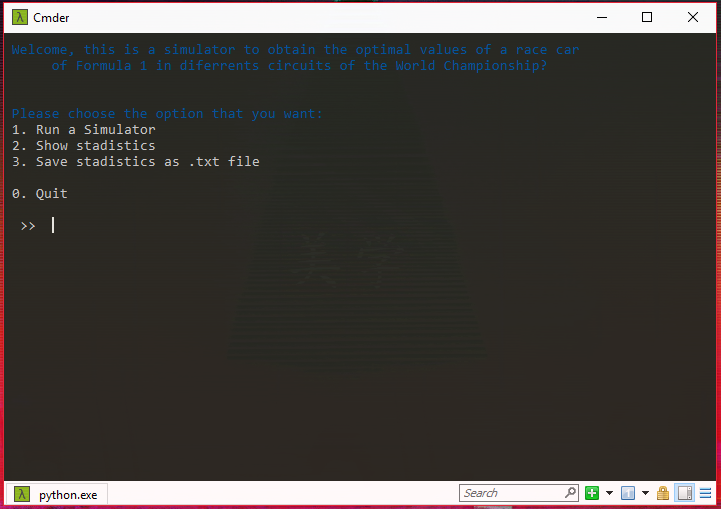 Cmder
Welcome, this is a simulator to obtain the optimal values of a race car
of Formula 1 in diferrents circuits of the World Championship?
Please choose the option that you want:
1. Run a Simulator
2. Show stadistics
3. Save stadistics as .txt file
0. Quit
>>
美学
python.exe
Search